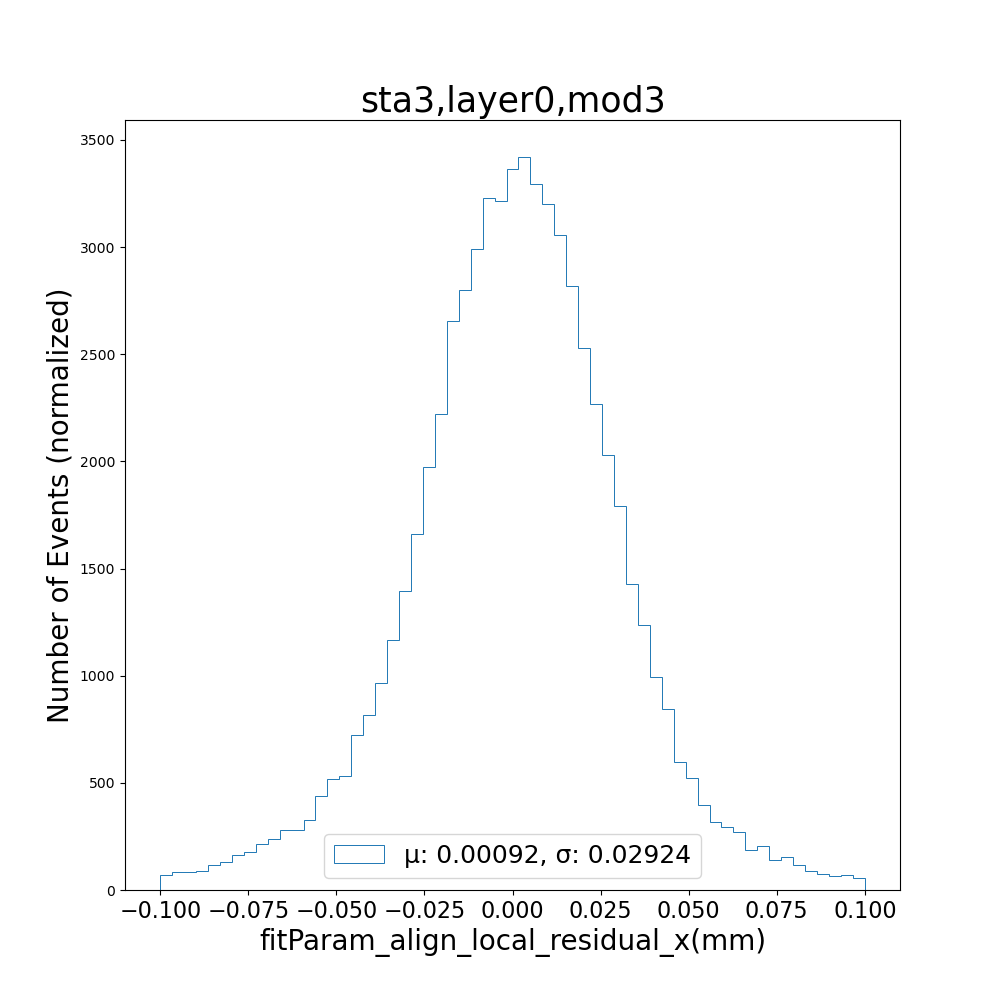 sta3,layer0,mod3
Number of Events (normalized)
3500
3000
2500
2000
1500
1000
500
0
μ: 0.00092, σ: 0.02924
−0.100 −0.075 −0.050 −0.025 0.000 0.025 0.050 0.075 0.100
fitParam_align_local_residual_x(mm)